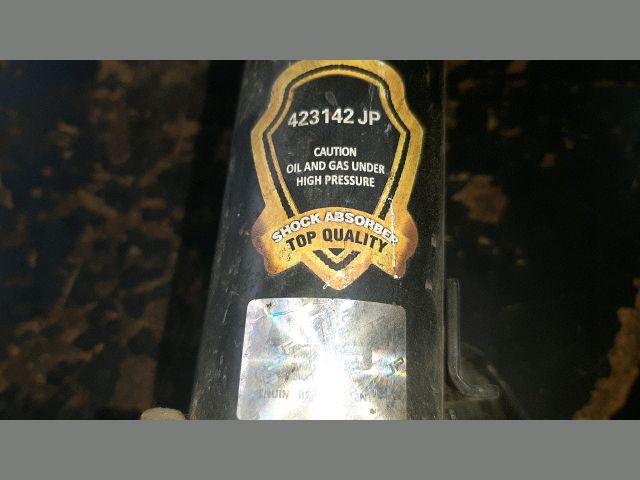 423142 JP
CAUTION
OIL AND GAS UNDER
HIGH PRESSURE
SHOCK ABSORBER
TOP QUALITY